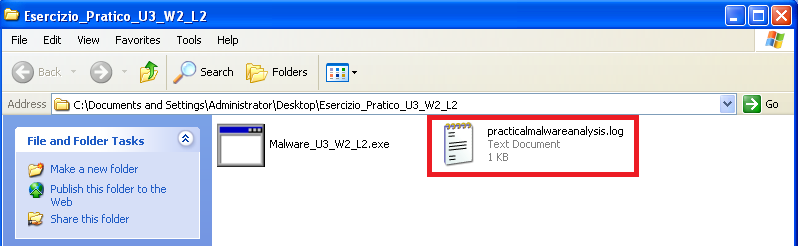 Esercizio_Pratico_U3_W2_L2
File Edit View Favorites Tools Help
Back Search Folders
Address C:\Documents and Settings\Administrator\Desktop\Esercizio_Pratico_U3_W2_L2 Go
File and Folder Tasks
Make a new folder
Publish this folder to the
Web
Share this folder
Malware_U3_W2_L2.exe
practicalmalwareanalysis.log
Text Document
1 KB